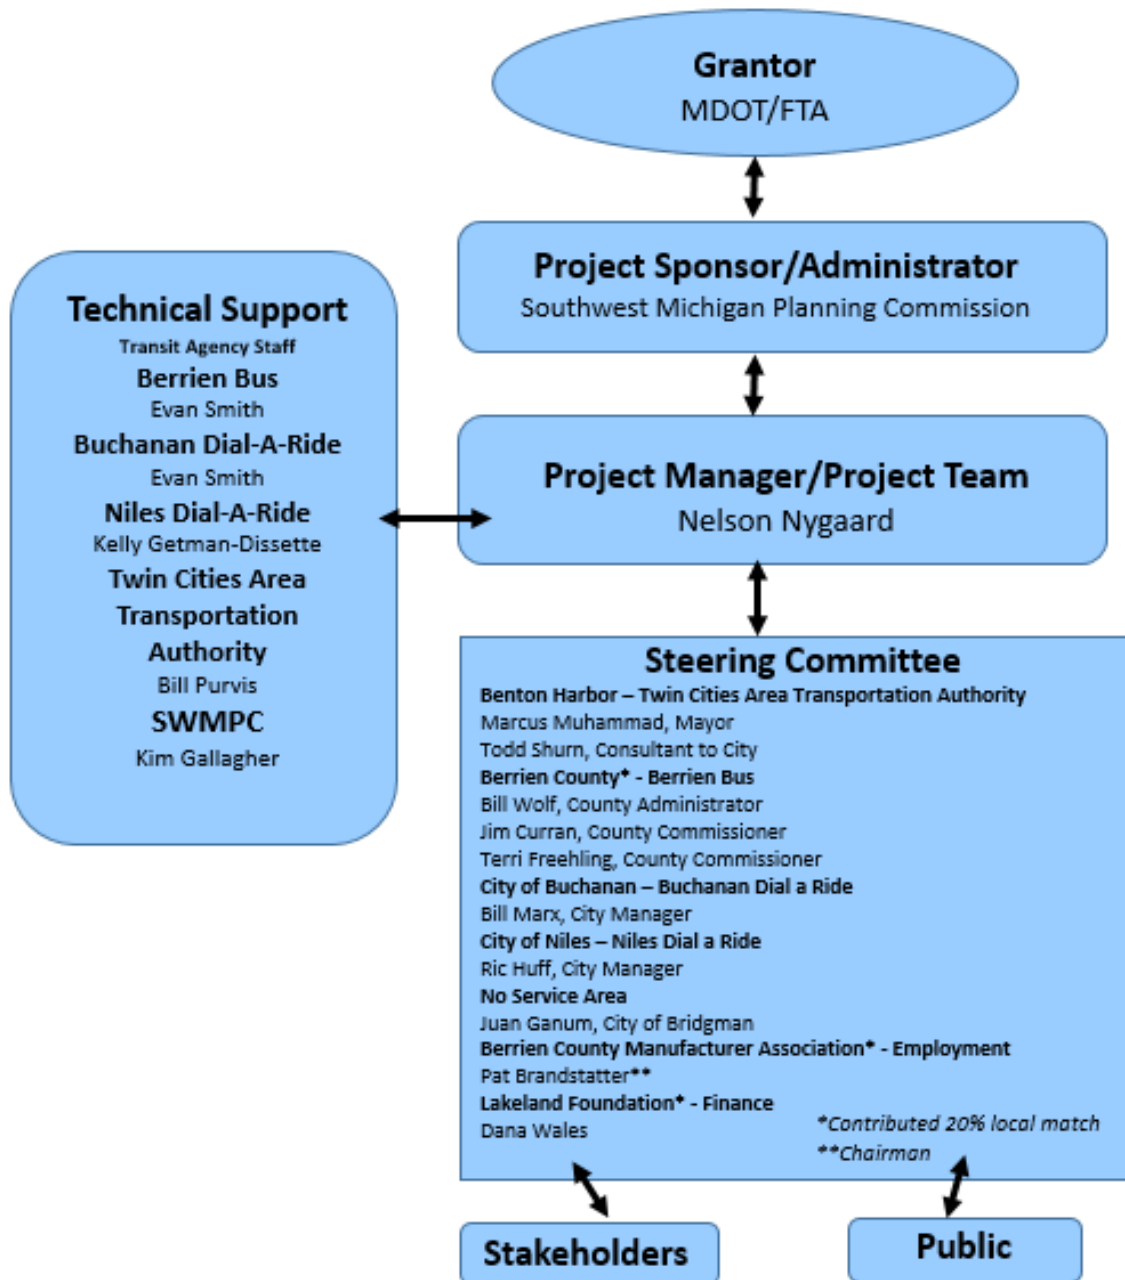 Grantor
MDOT/FTA
Project Sponsor/Administrator
Southwest Michigan Planning Commission
Technical Support
Transit Agency Staff
Berrien Bus
Evan Smith
Buchanan Dial-A-Ride
Evan Smith
Niles Dial-A-Ride
Kelly Getman-Dissette
Twin Cities Area
Transportation
Authority
Bill Purvis
SWMPC
Kim Gallagher
Project Manager/Project Team
Nelson Nygaard
Steering Committee
Benton Harbor – Twin Cities Area Transportation Authority
Marcus Muhammad, Mayor
Todd Shurn, Consultant to City
Berrien County* - Berrien Bus
Bill Wolf, County Administrator
Jim Curran, County Commissioner
Terri Freehling, County Commissioner
City of Buchanan – Buchanan Dial a Ride
Bill Marx, City Manager
City of Niles – Niles Dial a Ride
Ric Huff, City Manager
No Service Area
Juan Ganum, City of Bridgman
Berrien County Manufacturer Association* - Employment
Pat Brandstatter**
Lakeland Foundation* - Finance
Dana Wales
*Contributed 20% local match
**Chairman
Stakeholders
Public